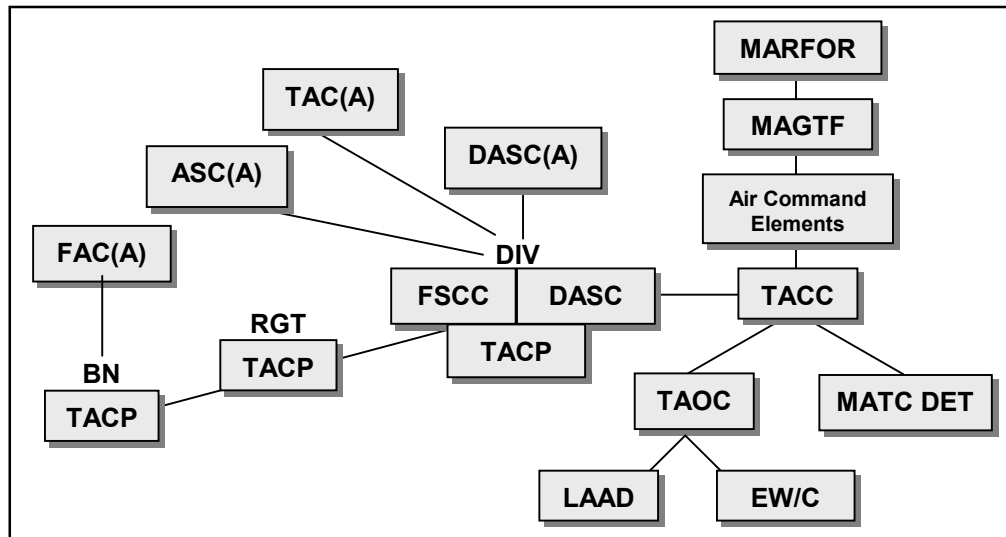 MARFOR
TAC(A)
MAGTF
DASC(A)
ASC(A)
Air Command
Elements
FAC(A)
DIV
FSCC
DASC
TACC
RGT
TACP
TACP
BN
TACP
TAOC
MATC DET
LAAD
EW/C